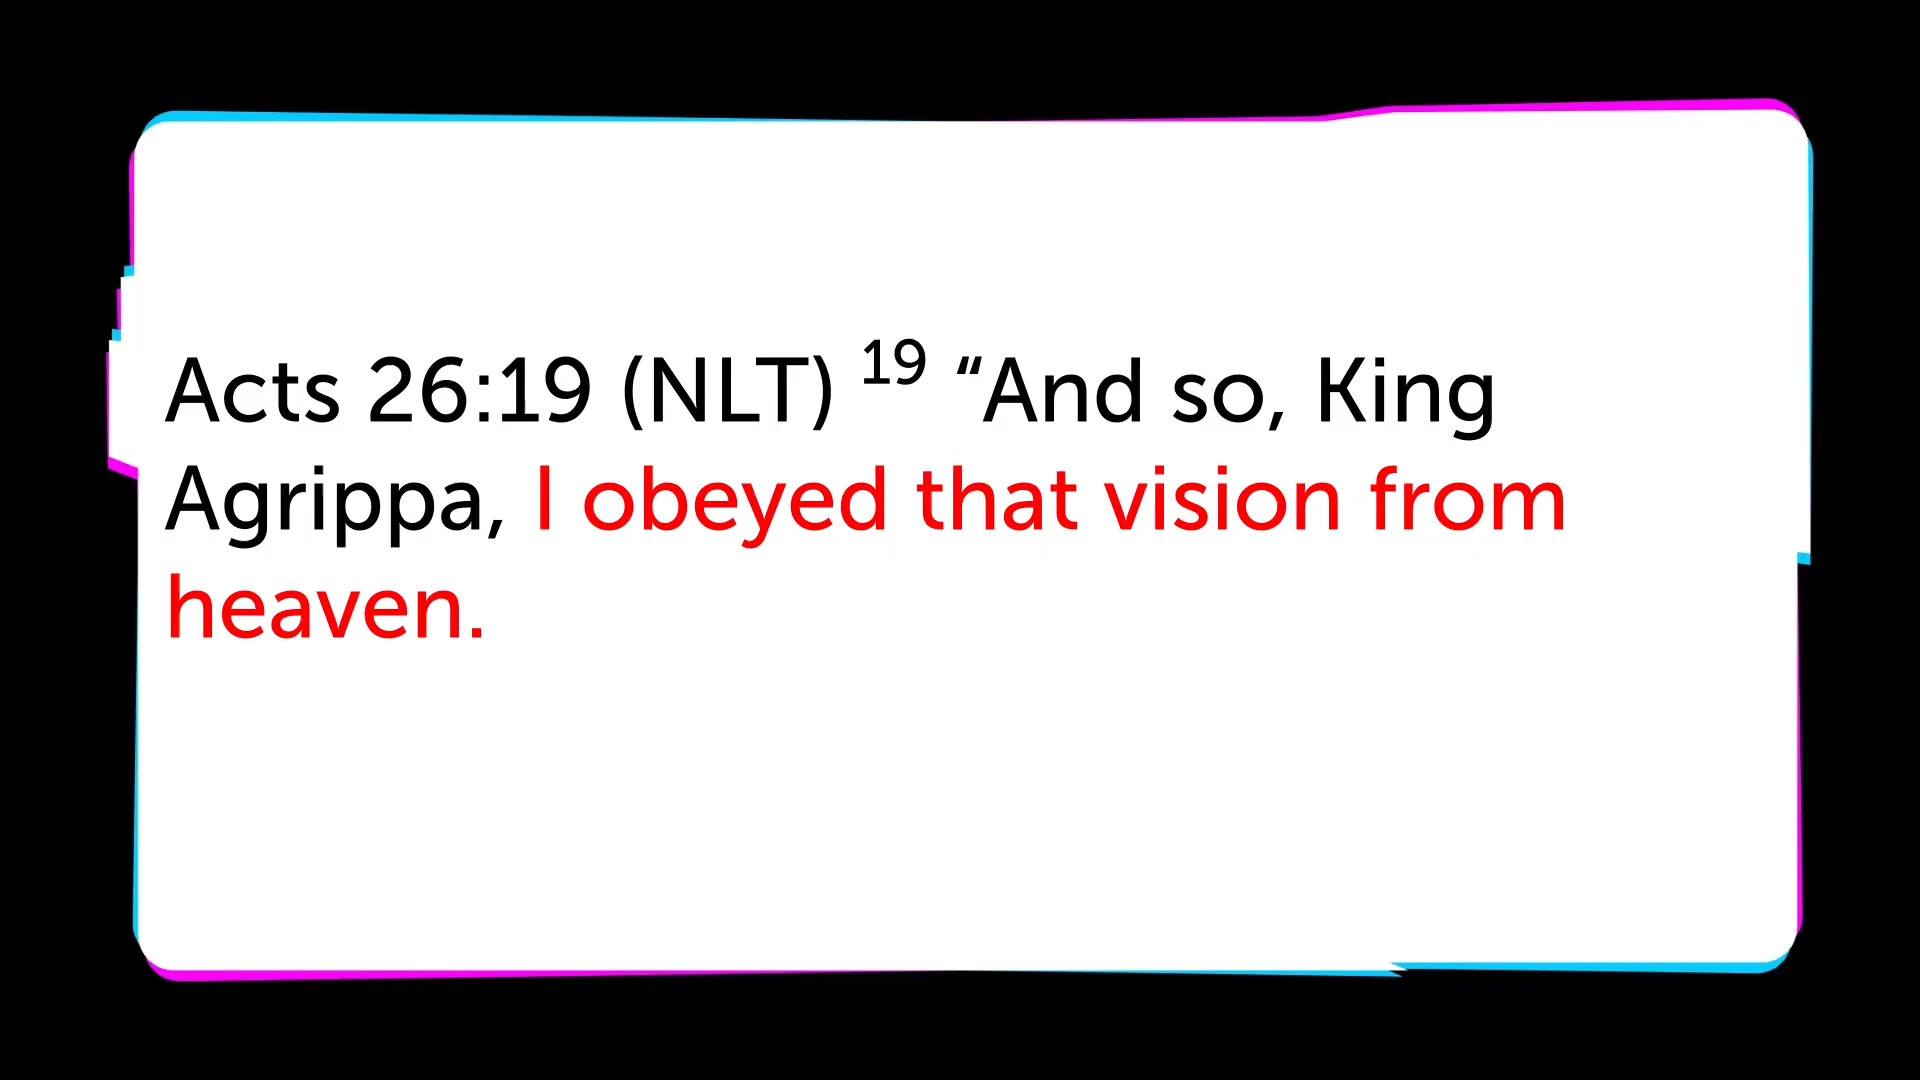 Acts 26:19 (NLT) 19 “And so, King
Agrippa, I obeyed that vision from
heaven.